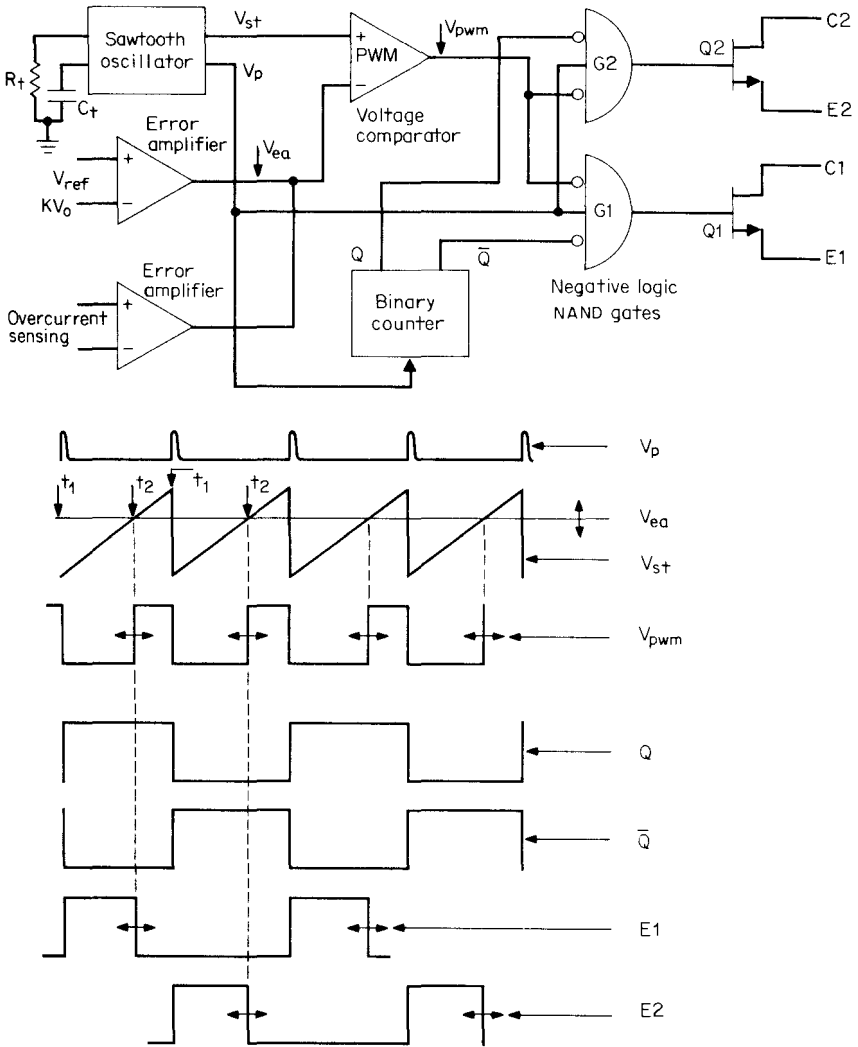 V_st
Sawtooth
oscillator
V_p
R_t
C_t
+
PWM
−
V_pwm
Voltage
comparator
Error
amplifier
V_ea
+
V_ref
KV_o
−
Error
amplifier
+
Overcurrent
sensing
−
Q
Q̅
Binary
counter
G2
G1
Negative logic
NAND gates
Q2
C2
E2
C1
Q1
E1
V_p
t_1
t_2
t_1
t_2
V_ea
V_st
V_pwm
Q
Q̅
E1
E2